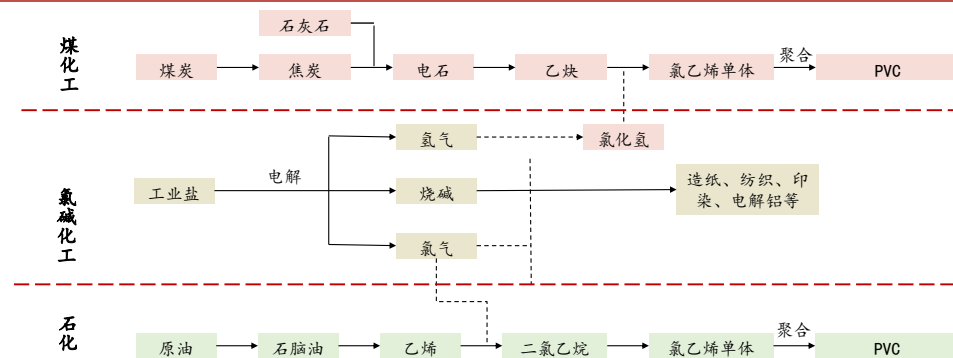 煤化工
石灰石
煤炭
焦炭
电石
乙炔
氯乙烯单体
聚合
PVC
氯碱化工
工业盐
电解
氢气
氯化氢
烧碱
造纸、纺织、印
染、电解铝等
氯气
石化
原油
石脑油
乙烯
二氯乙烷
氯乙烯单体
聚合
PVC